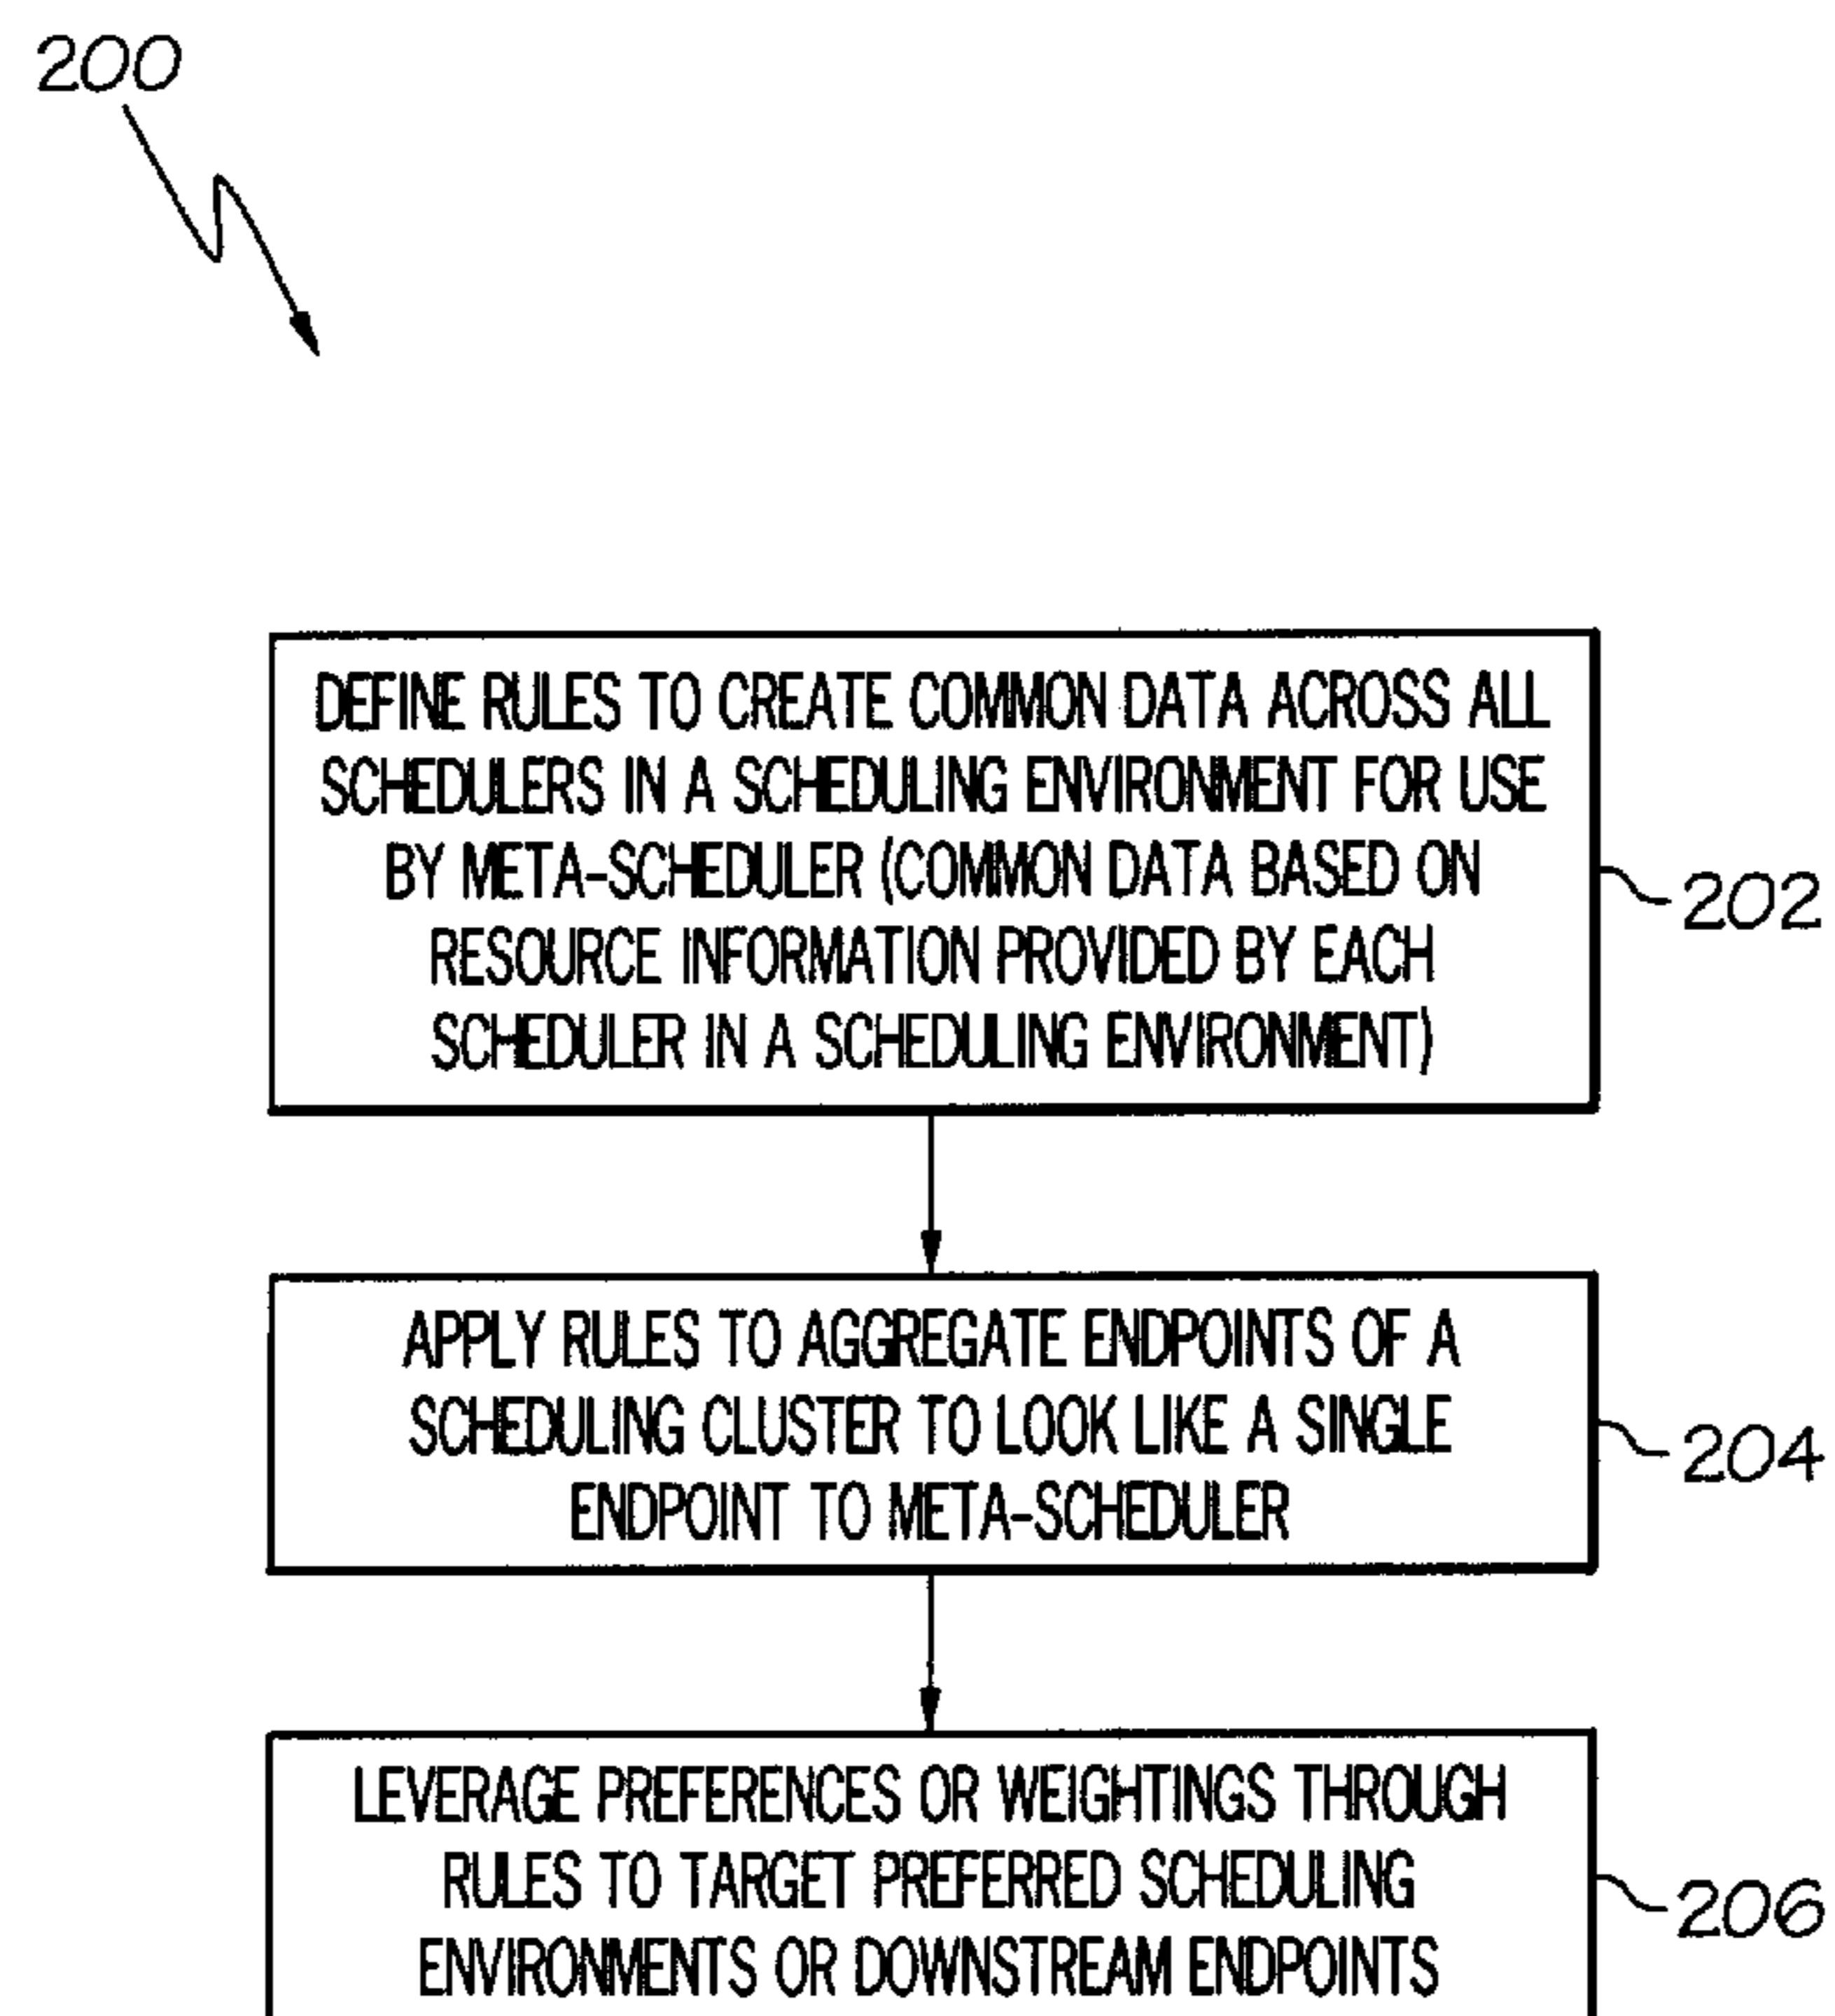 200
DEFINE RULES TO CREATE COMMON DATA ACROSS ALL
SCHEDULERS IN A SCHEDULING ENVIRONMENT FOR USE
BY META-SCHEDULER (COMMON DATA BASED ON
RESOURCE INFORMATION PROVIDED BY EACH
SCHEDULER IN A SCHEDULING ENVIRONMENT)
202
APPLY RULES TO AGGREGATE ENDPOINTS OF A
SCHEDULING CLUSTER TO LOOK LIKE A SINGLE
ENDPOINT TO META-SCHEDULER
204
LEVERAGE PREFERENCES OR WEIGHTINGS THROUGH
RULES TO TARGET PREFERRED SCHEDULING
ENVIRONMENTS OR DOWNSTREAM ENDPOINTS
206